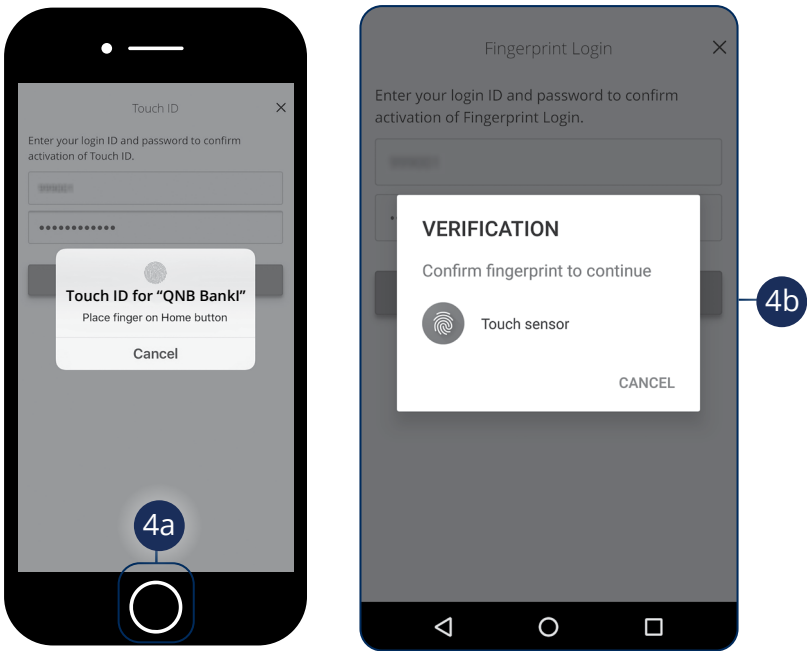 Touch ID
Enter your login ID and password to confirm
activation of Touch ID.
••••••••••••
Touch ID for “QNB BankI”
Place finger on Home button
Cancel
4a
Fingerprint Login
Enter your login ID and password to confirm
activation of Fingerprint Login.
VERIFICATION
Confirm fingerprint to continue
Touch sensor
CANCEL
4b